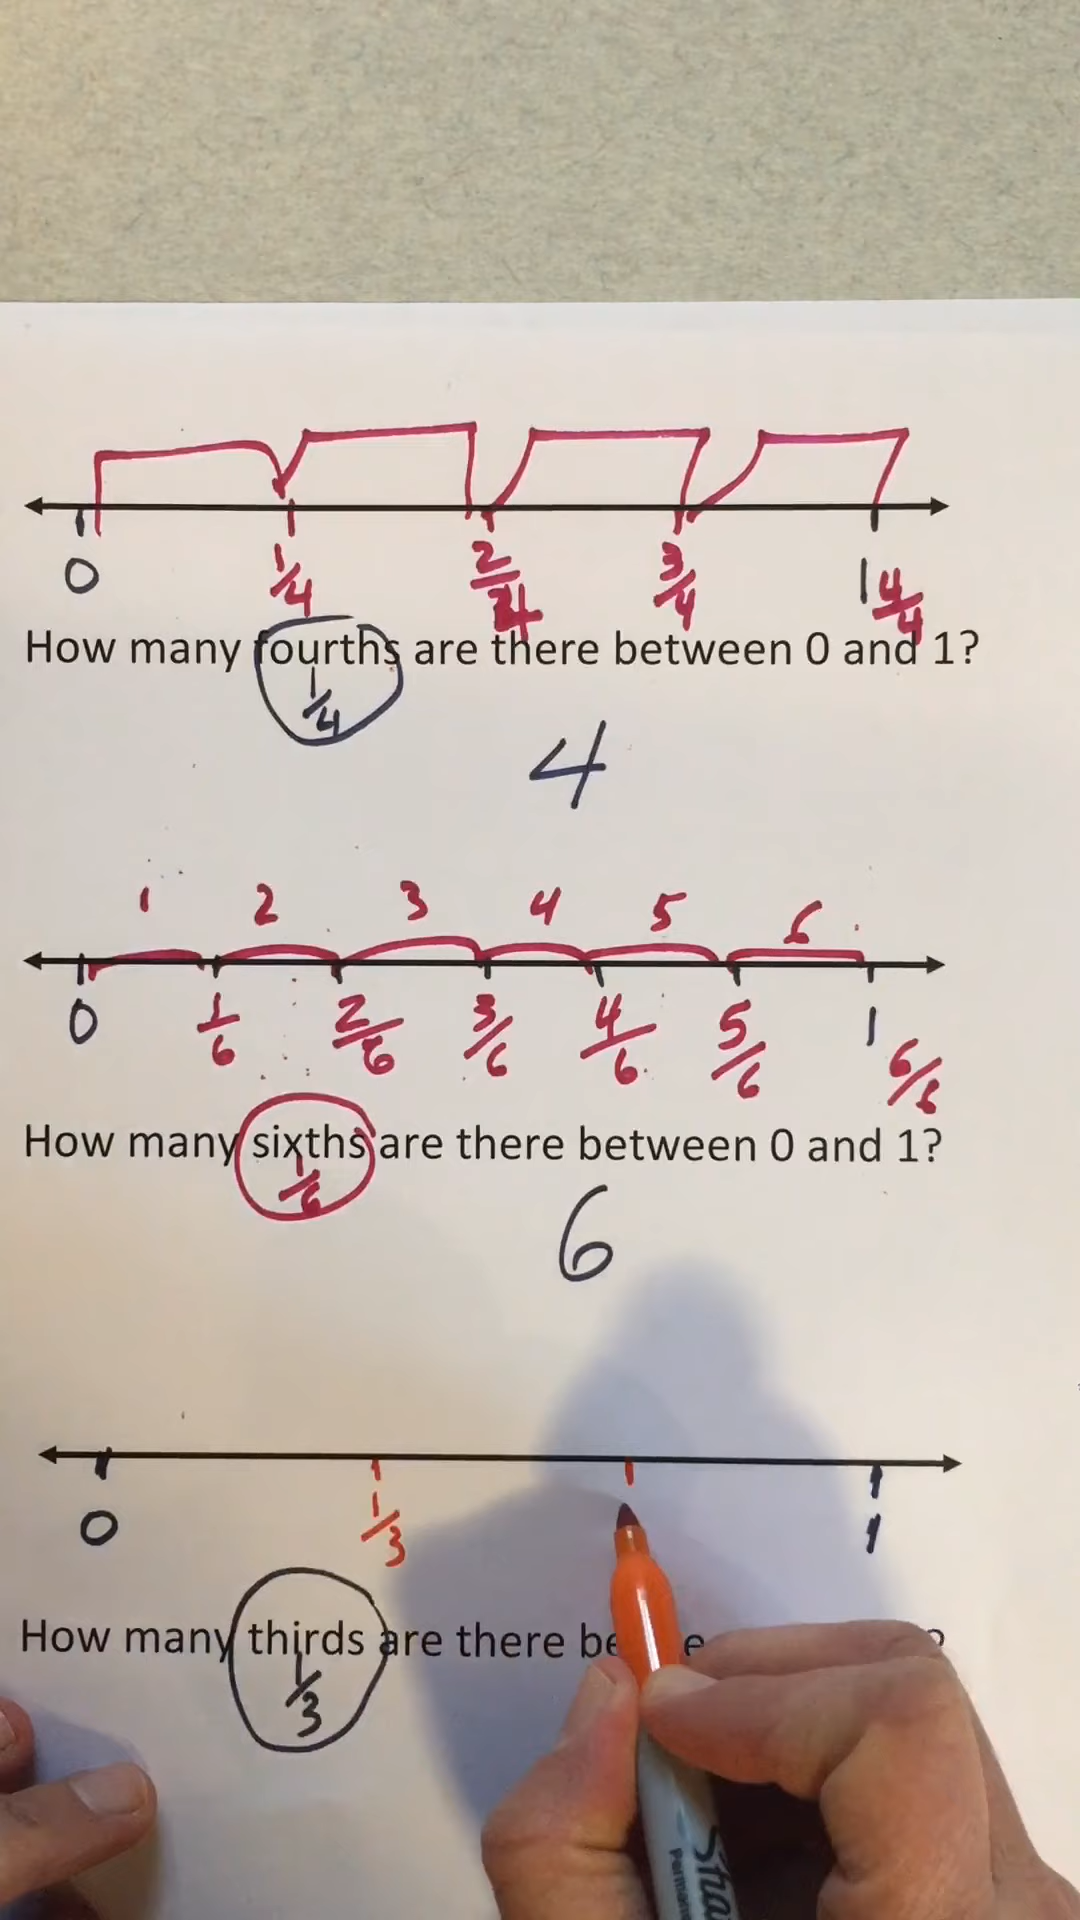 0 1/4 2/4 3/4 1 4/4
How many fourths are there between 0 and 1?
1/4
4
1 2 3 4 5 6
0 1/6 2/6 3/6 4/6 5/6 1 6/6
How many sixths are there between 0 and 1?
1/6
6
0 1/3 1
How many thirds are there
1/3
Sha
Perman